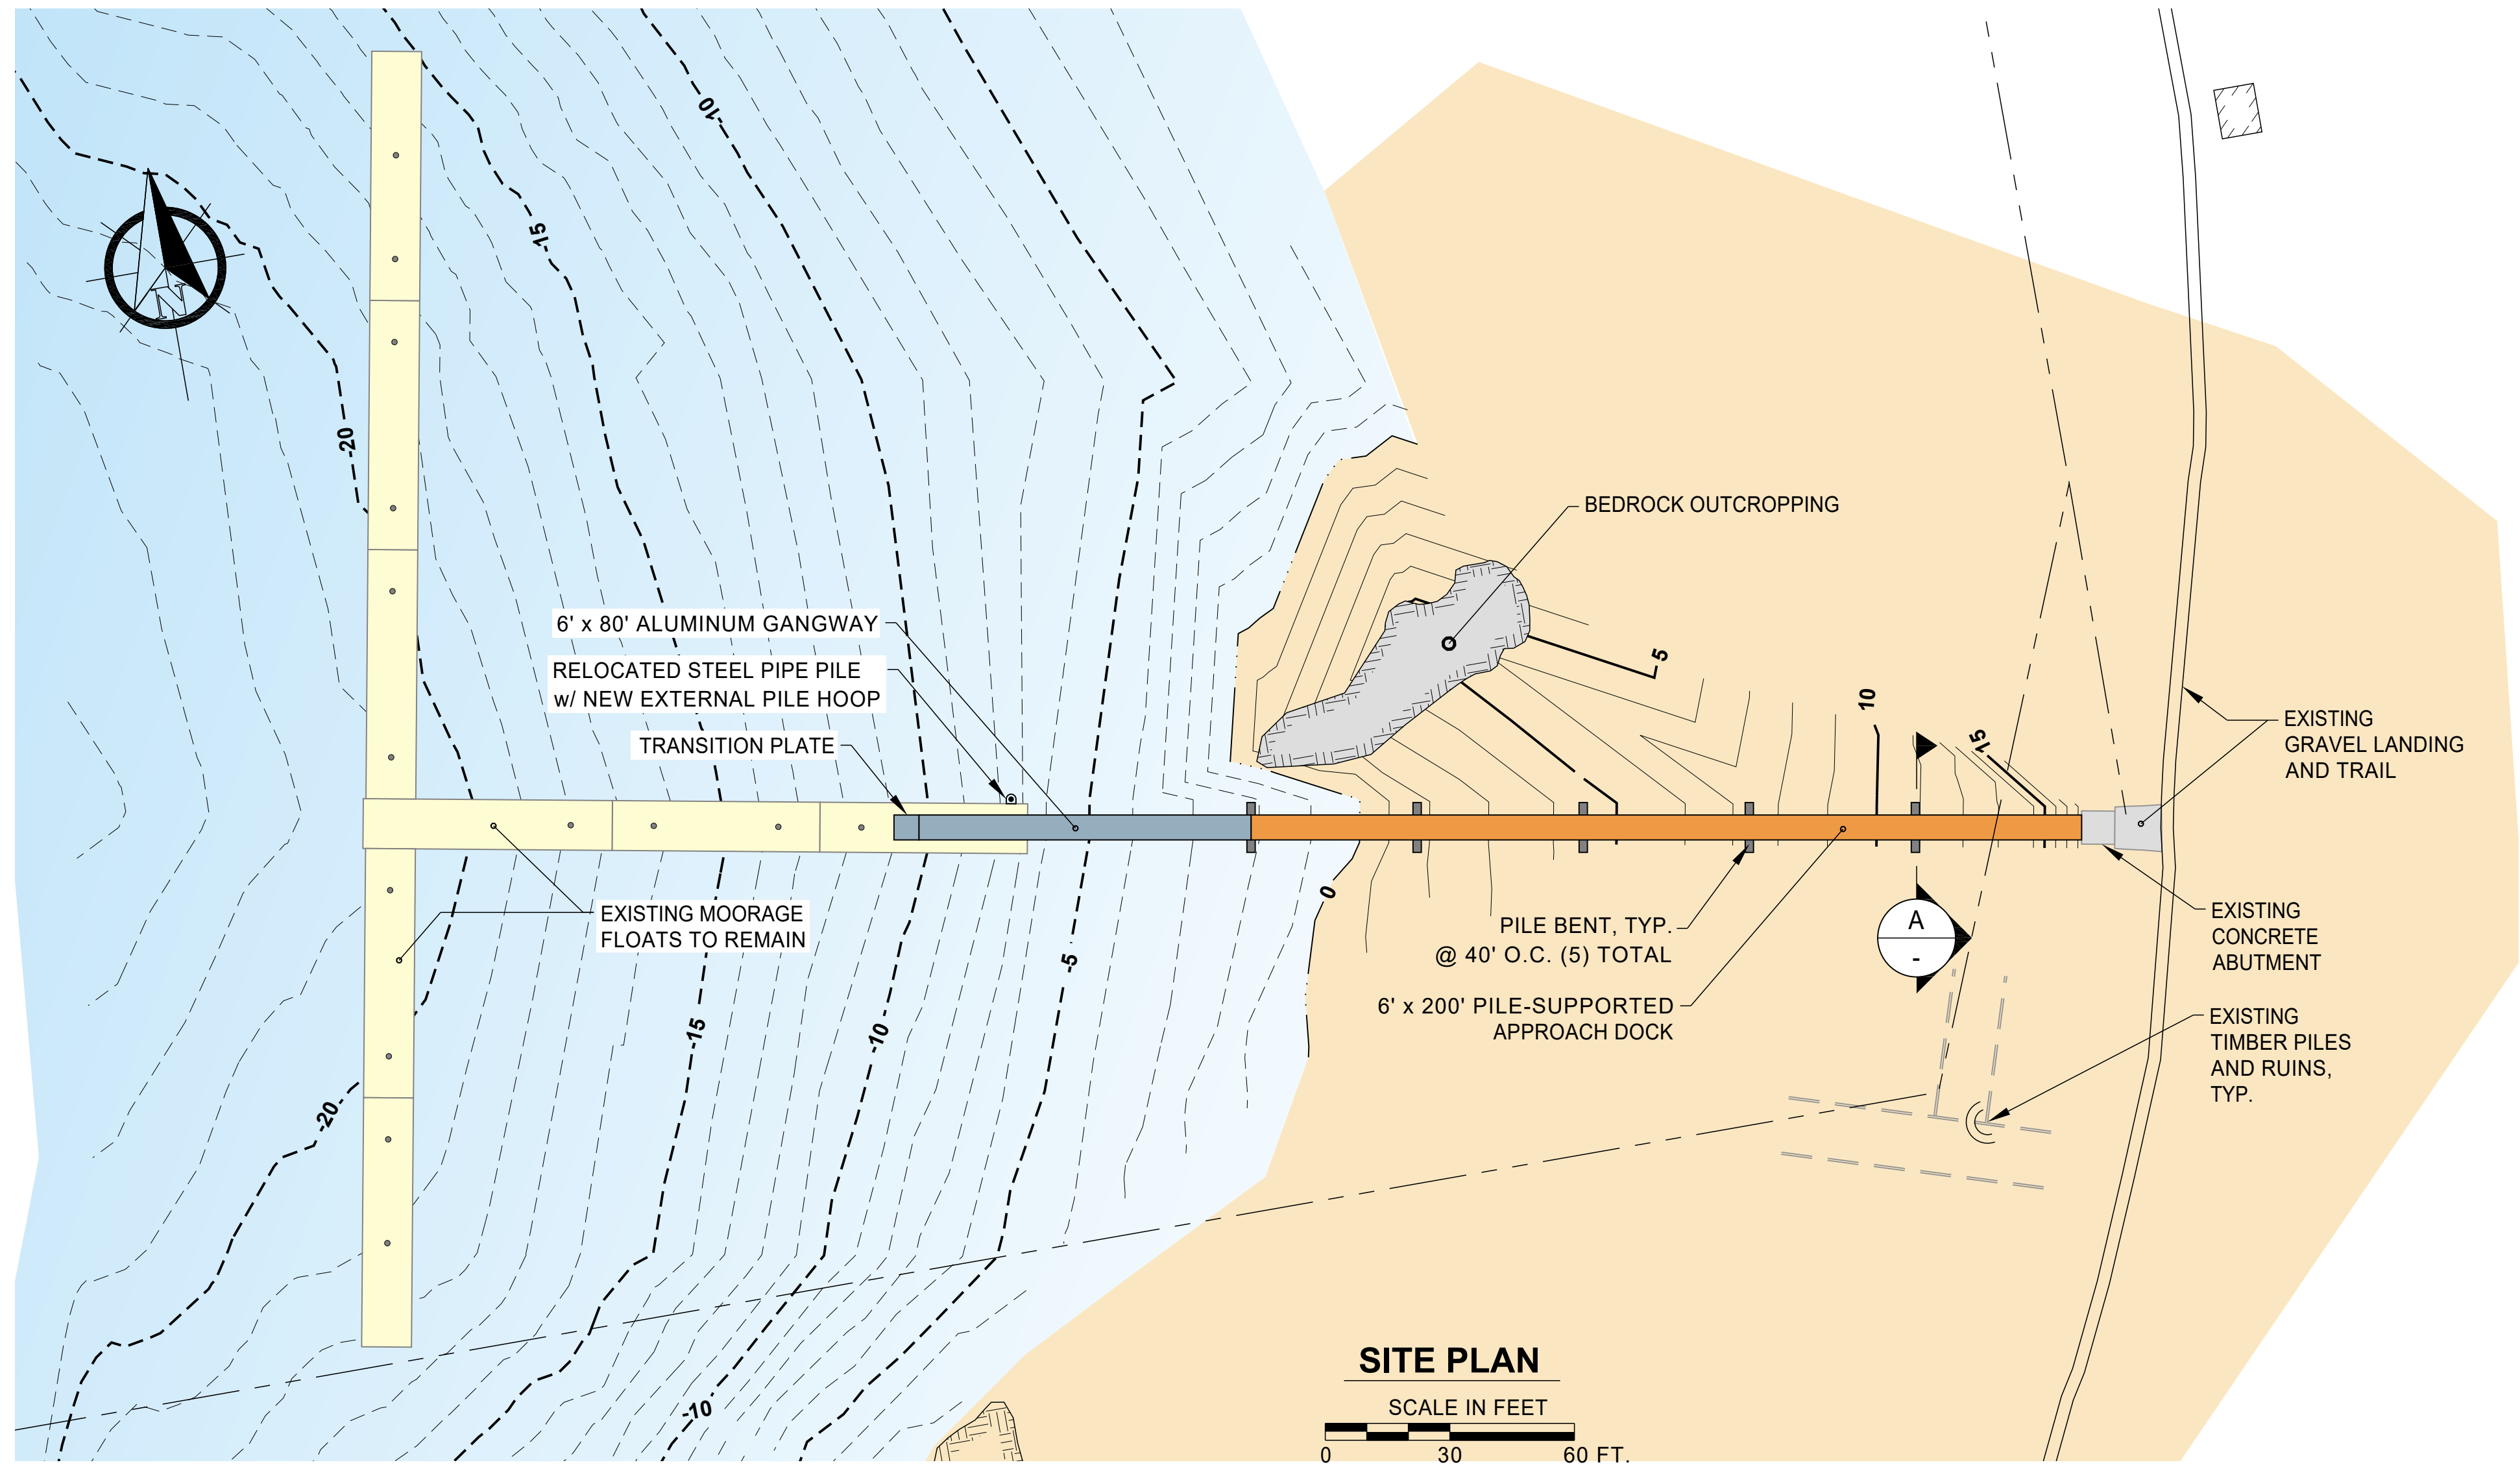 -10
-15
N
-20
BEDROCK OUTCROPPING
6' x 80' ALUMINUM GANGWAY
RELOCATED STEEL PIPE PILE
w/ NEW EXTERNAL PILE HOOP
5
10
TRANSITION PLATE
15
EXISTING
GRAVEL LANDING
AND TRAIL
EXISTING MOORAGE
FLOATS TO REMAIN
0
-5
PILE BENT, TYP.
@ 40' O.C. (5) TOTAL
A
-
EXISTING
CONCRETE
ABUTMENT
6' x 200' PILE-SUPPORTED
APPROACH DOCK
-15
-10
EXISTING
TIMBER PILES
AND RUINS,
TYP.
-20
-10
SITE PLAN
SCALE IN FEET
0 30 60 FT.